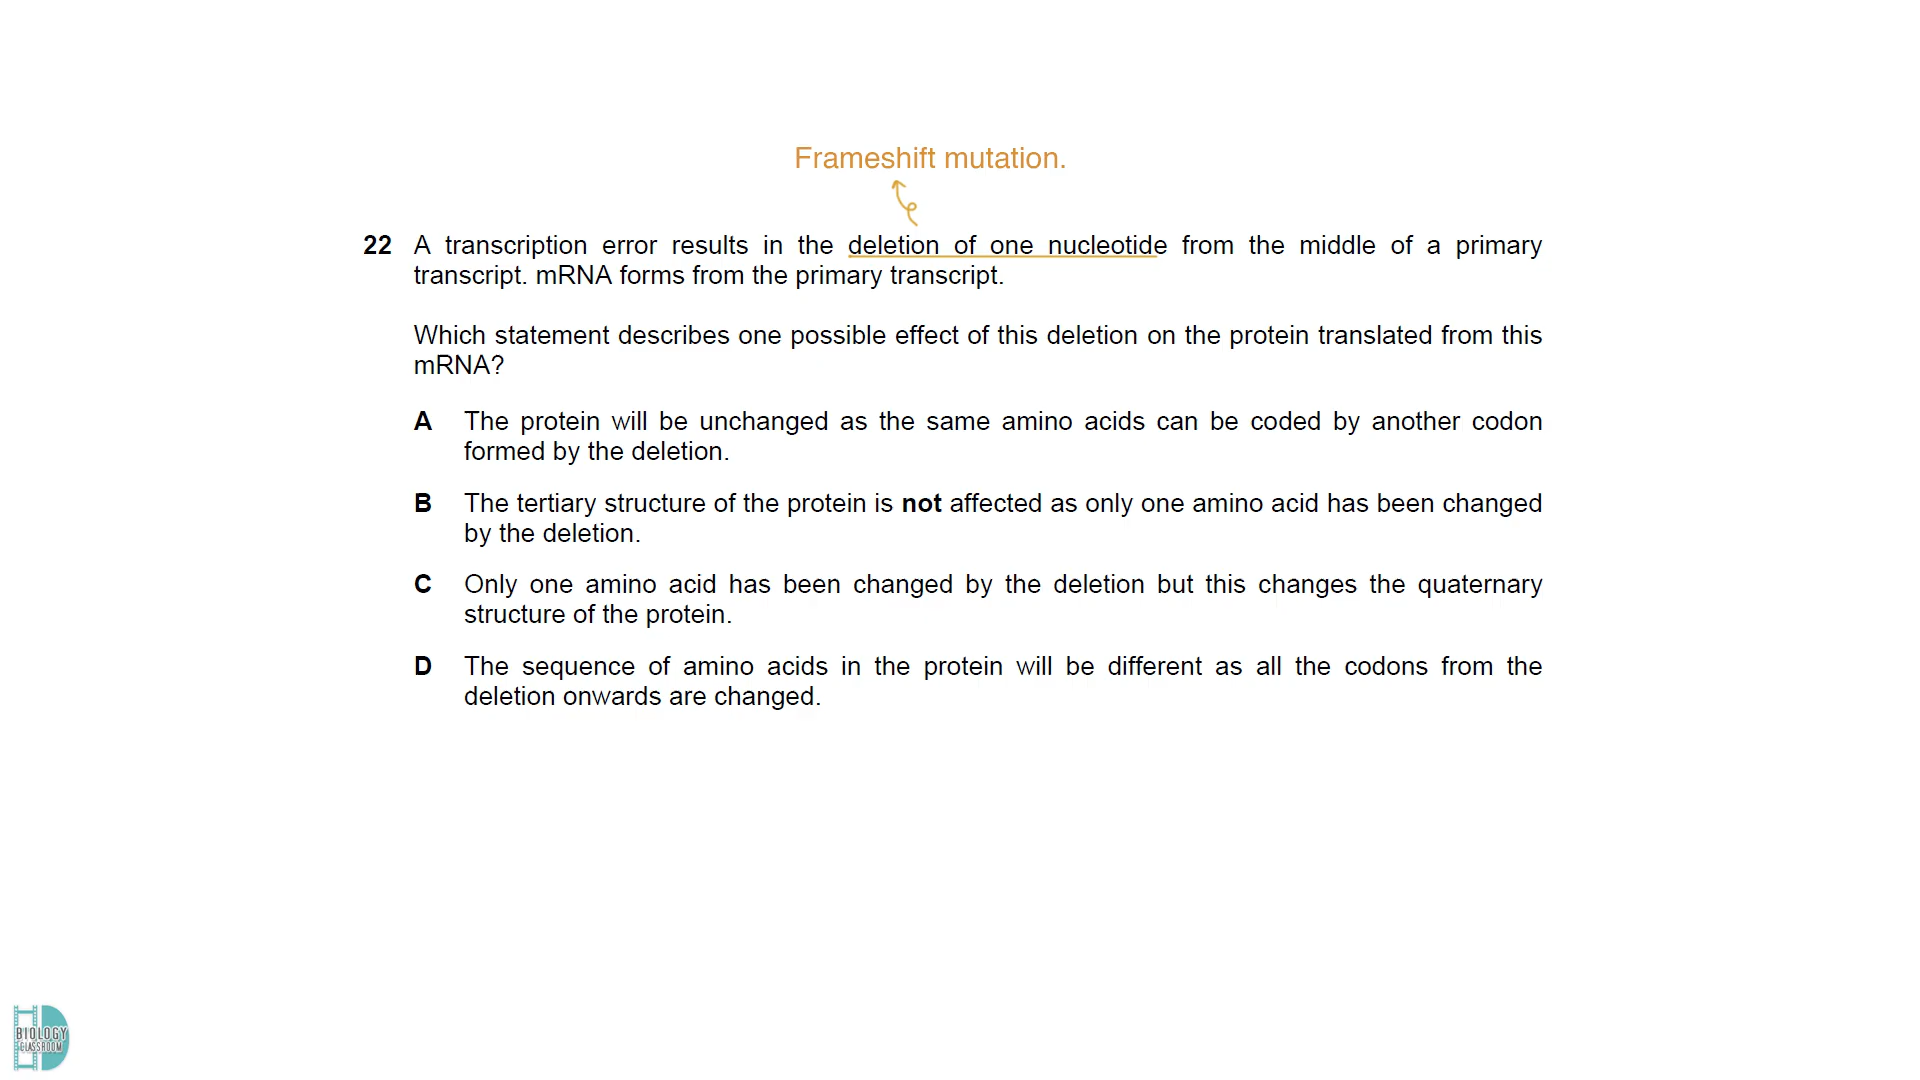 Frameshift mutation.
22 A transcription error results in the deletion of one nucleotide from the middle of a primary
transcript. mRNA forms from the primary transcript.
Which statement describes one possible effect of this deletion on the protein translated from this
mRNA?
A The protein will be unchanged as the same amino acids can be coded by another codon
formed by the deletion.
B The tertiary structure of the protein is not affected as only one amino acid has been changed
by the deletion.
C Only one amino acid has been changed by the deletion but this changes the quaternary
structure of the protein.
D The sequence of amino acids in the protein will be different as all the codons from the
deletion onwards are changed.
BIOLOGY
CLASSROOM